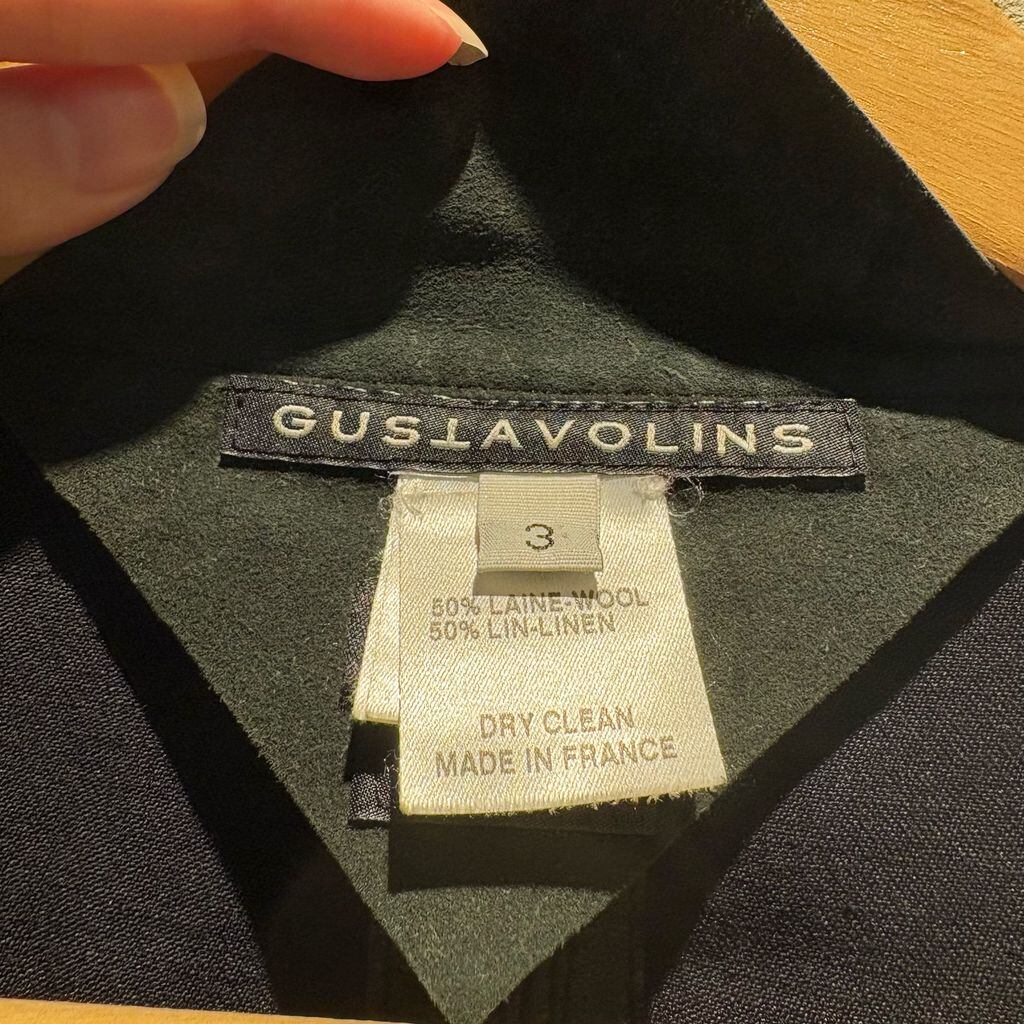 GUSTAVOLINS
3
50% LAINE-WOOL
50% LIN-LINEN
DRY CLEAN
MADE IN FRANCE